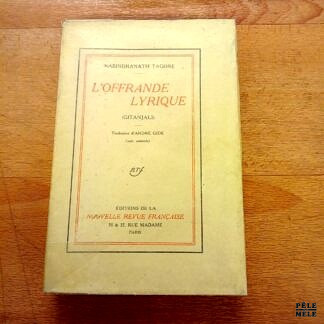 RABINDRANATH TAGORE
L'OFFRANDE
LYRIQUE
(GITANJALI)
Traduction d'ANDRÉ GIDE
nrf
ÉDITIONS DE LA
NOUVELLE REVUE FRANÇAISE
35 & 37, RUE MADAME
PARIS
PÊLE
MÊLE